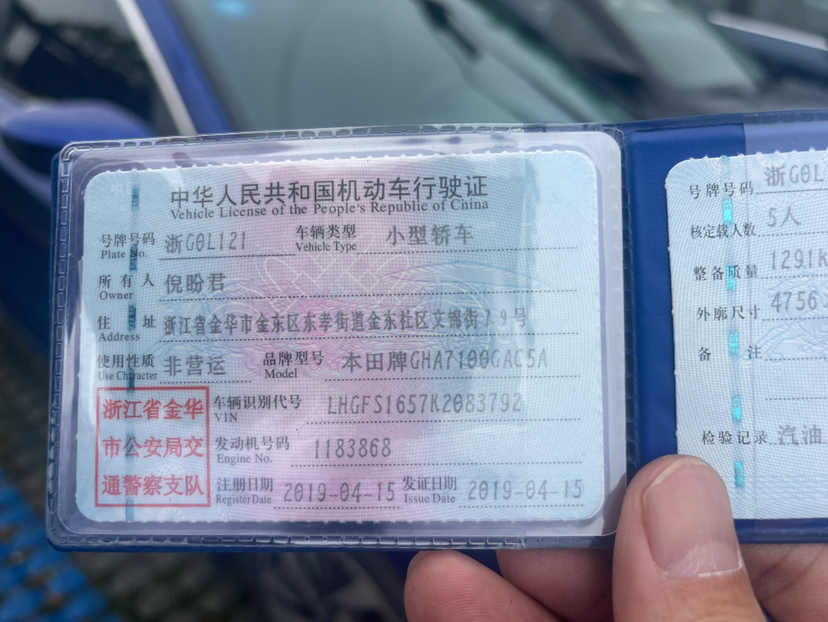 中华人民共和国机动车行驶证
Vehicle License of the People's Republic of China
号牌号码 浙G0L121 车辆类型 小型轿车
Plate No. Vehicle Type
所有人 倪盼君
Owner
住址 浙江省金华市金东区东孝街道金东社区文锦街79号
Address
使用性质 非营运 品牌型号 本田牌GHA7100GAC5A
Use Character Model
浙江省金华
市公安局交
通警察支队
车辆识别代号 LHGFS1657K2083792
VIN
发动机号码 1183868
Engine No.
注册日期 2019-04-15 发证日期 2019-04-15
Register Date Issue Date
号牌号码 浙G0L
核定载人数 5人
整备质量 1291k
外廓尺寸 4756
备注
检验记录 汽油